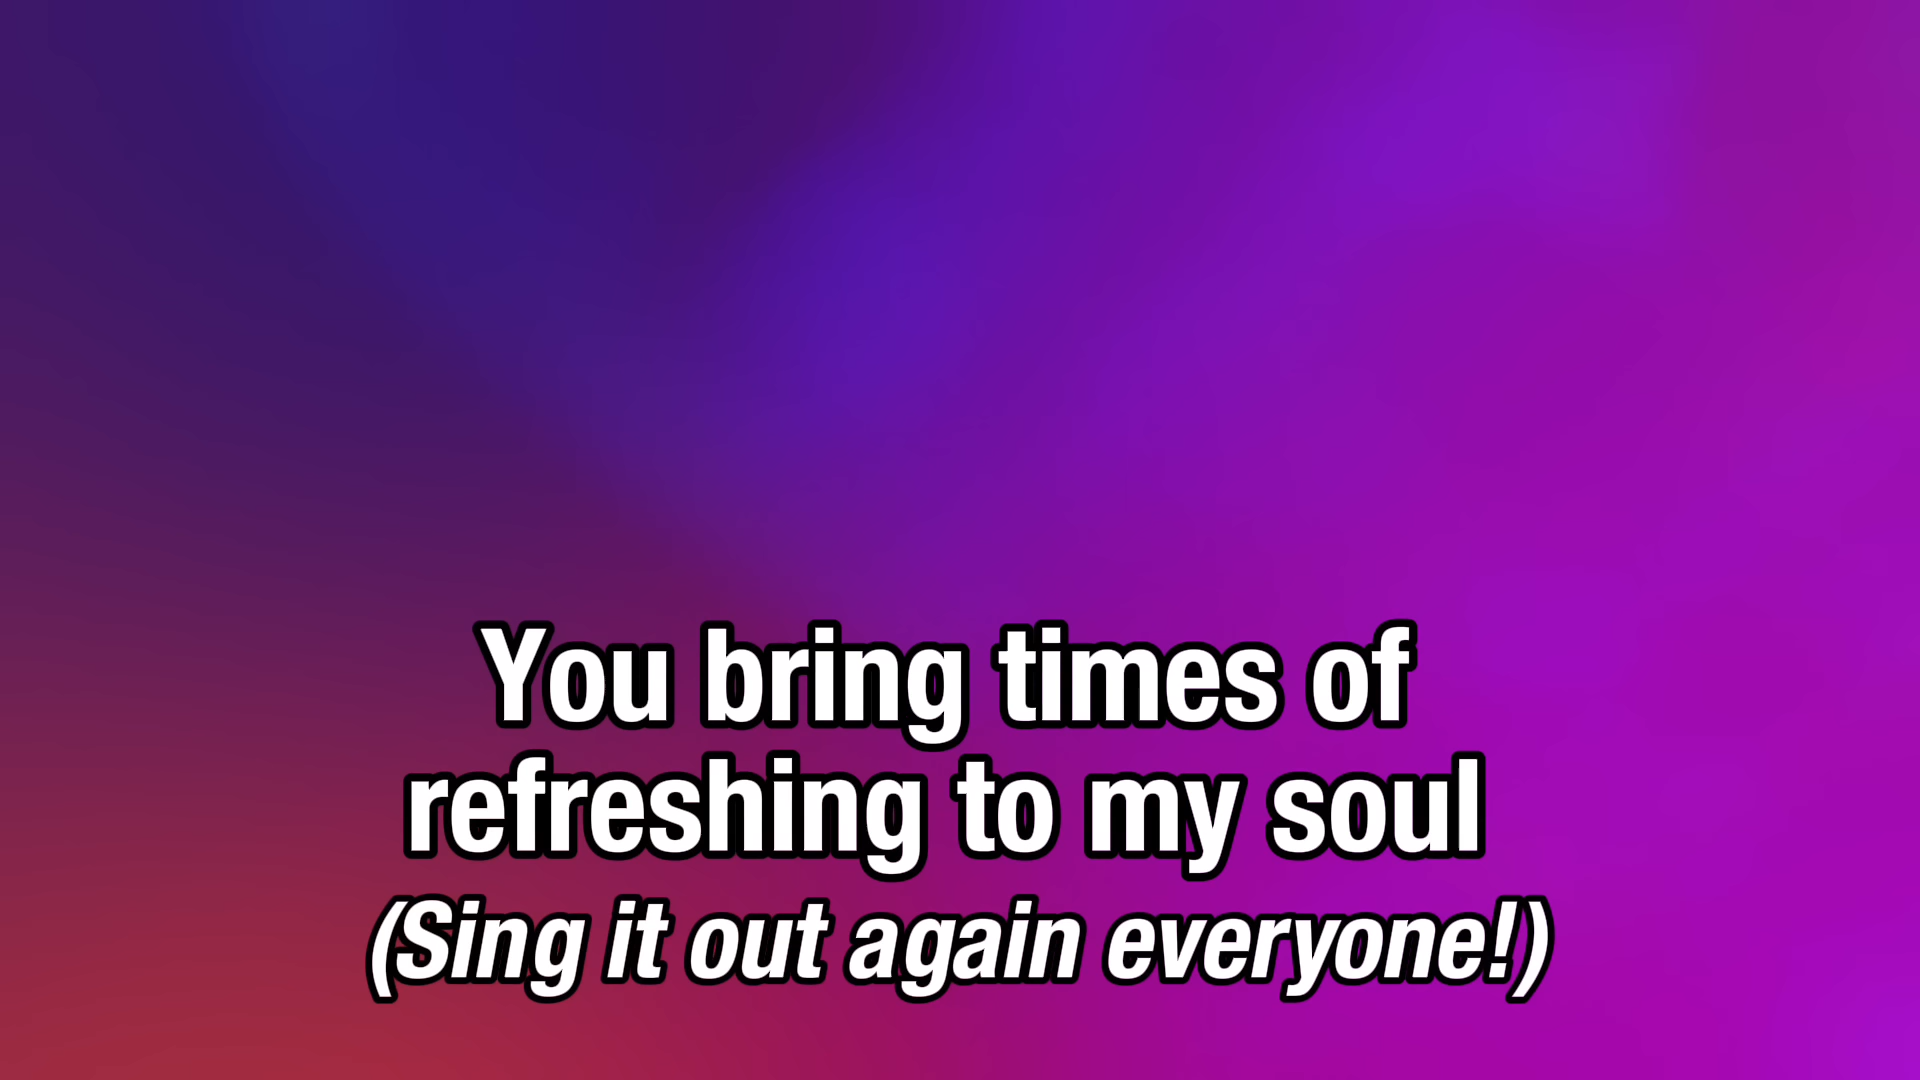 You bring times of
refreshing to my soul
(Sing it out again everyone!)